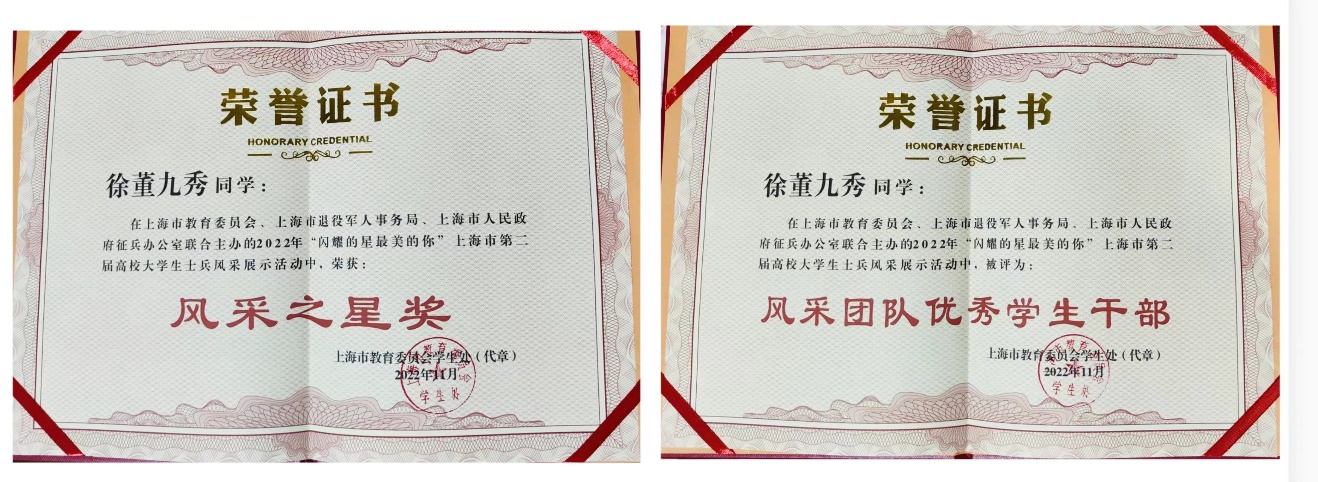 荣誉证书
HONORARY CREDENTIAL
徐董九秀同学：
在上海市教育委员会、上海市退役军人事务局、上海市人民政
府征兵办公室联合主办的2022年“闪耀的星最美的你”上海市第二
届高校大学生士兵风采展示活动中，荣获：
风采之星奖
上海市教育委员会学生处（代章）
2022年11月
学生处
荣誉证书
HONORARY CREDENTIAL
徐董九秀同学：
在上海市教育委员会、上海市退役军人事务局、上海市人民政
府征兵办公室联合主办的2022年“闪耀的星最美的你”上海市第二
届高校大学生士兵风采展示活动中，被评为：
风采团队优秀学生干部
上海市教育委员会学生处（代章）
2022年11月
学生处